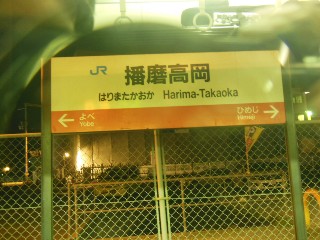 JR 播磨高岡
はりまたかおか Harima-Takaoka
← よべ ひめじ →
Yobe Himeji